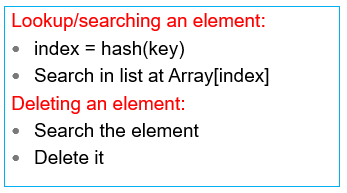 Lookup/searching an element:
• index = hash(key)
• Search in list at Array[index]
Deleting an element:
• Search the element
• Delete it